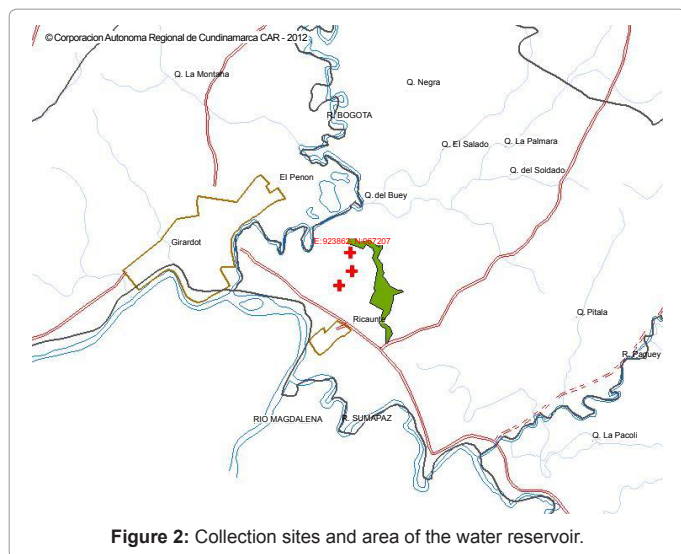 © Corporacion Autonoma Regional de Cundinamarca CAR - 2012
Q. La Montana
Q. Negra
R. BOGOTA
Q. El Salado
Q. La Palmara
Q. del Soldado
El Penon
Q. del Buey
Girardot
E: 923862, N:
Ricaurte
Q. Pitala
R. Paguey
RIO MAGDALENA
R. SUMAPAZ
Q. La Pacoli
Figure 2: Collection sites and area of the water reservoir.